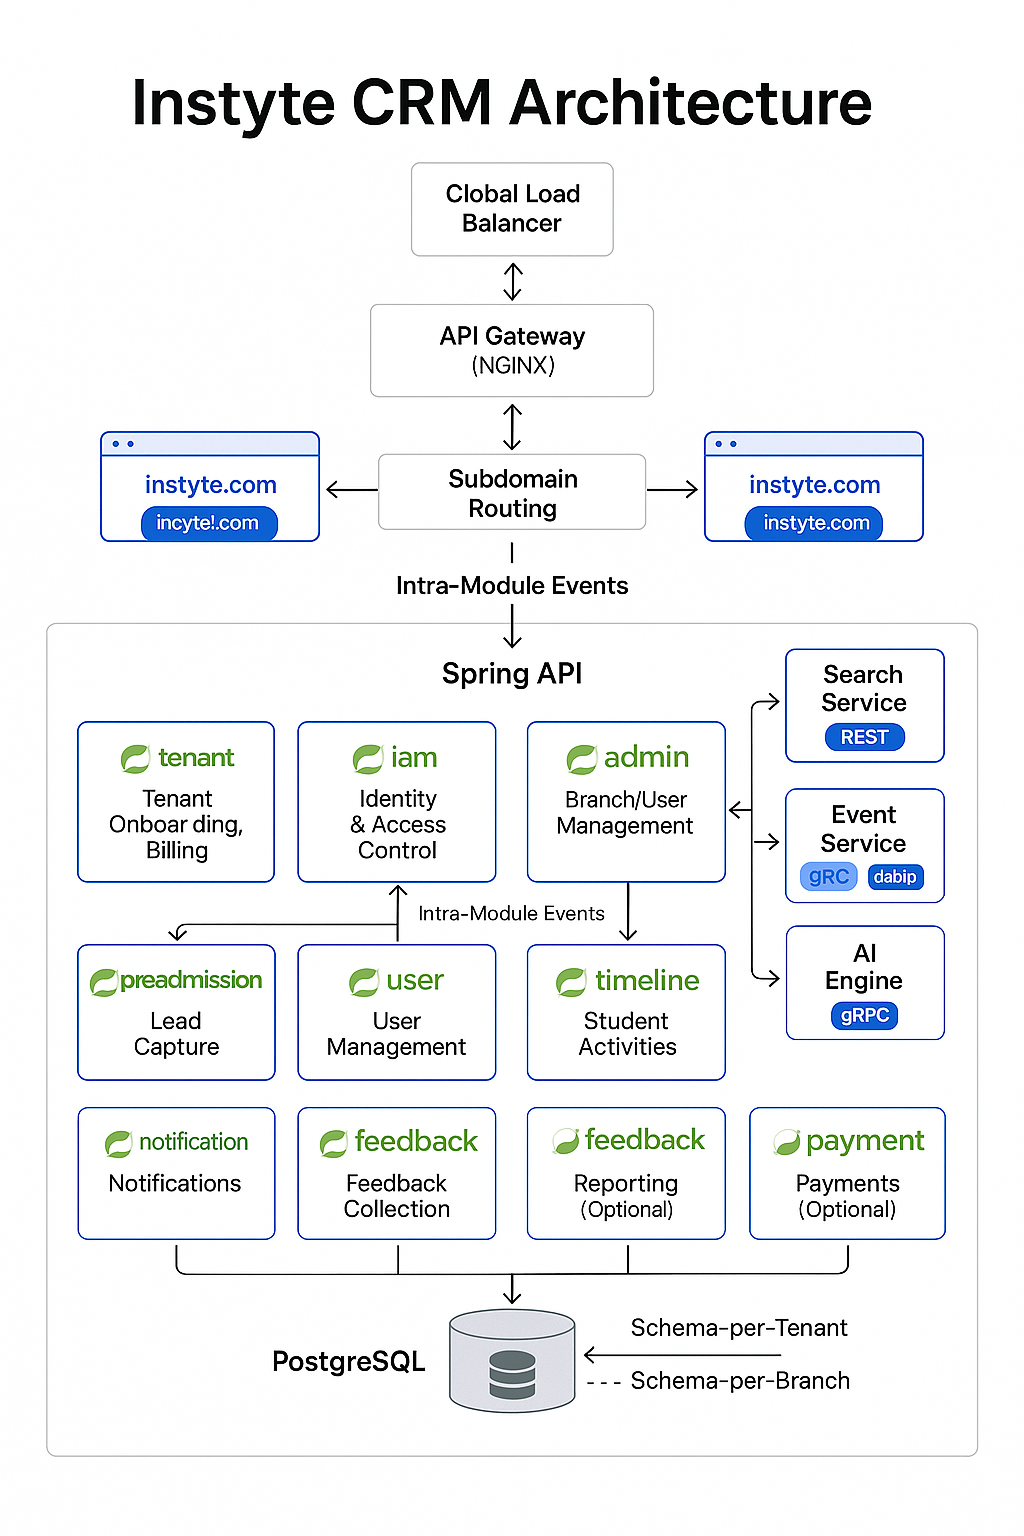 Instyte CRM Architecture
Clobal Load
Balancer
API Gateway
(NGINX)
instyte.com
incyte!.com
Subdomain
Routing
instyte.com
instyte.com
Intra-Module Events
Spring API
Search
Service
REST
tenant
Tenant
Onboar ding,
Billing
iam
Identity
& Access
Control
admin
Branch/User
Management
Event
Service
gRC
dabip
Intra-Module Events
preadmission
Lead
Capture
user
User
Management
timeline
Student
Activities
AI
Engine
gRPC
notification
Notifications
feedback
Feedback
Collection
feedback
Reporting
(Optional)
payment
Payments
(Optional)
PostgreSQL
Schema-per-Tenant
Schema-per-Branch